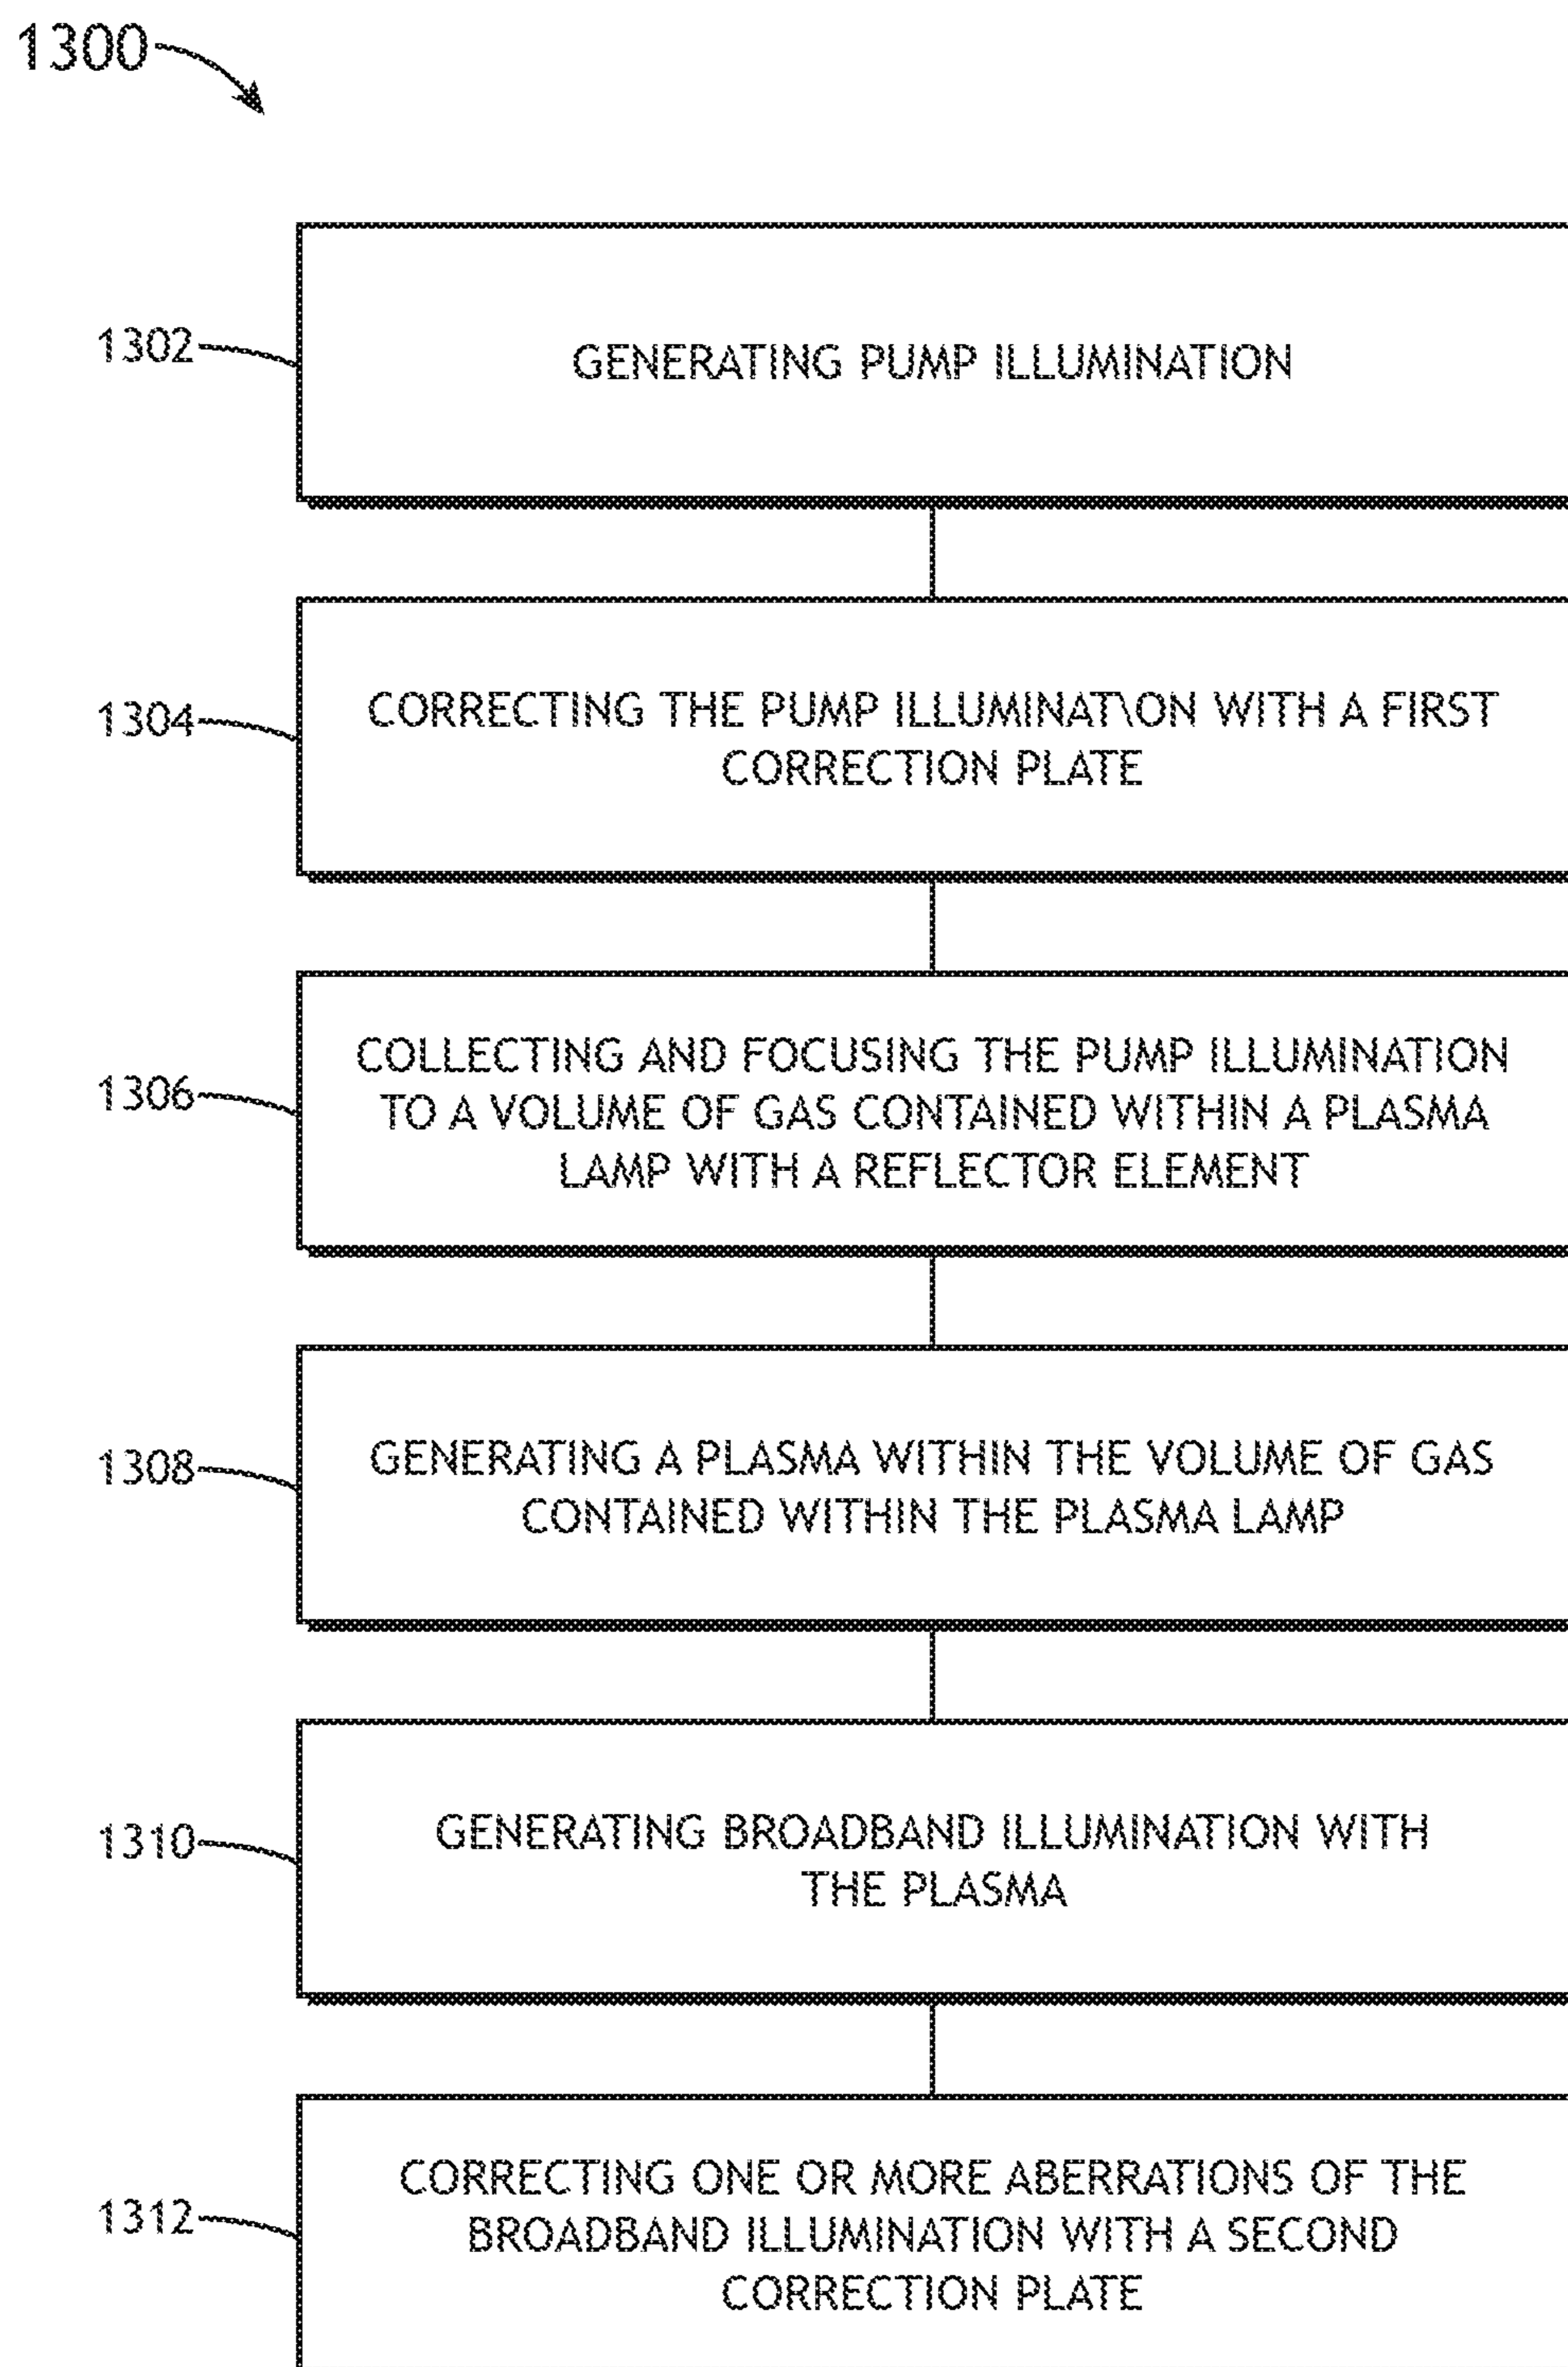 1300
1302
GENERATING PUMP ILLUMINATION
1304
CORRECTING THE PUMP ILLUMINATION WITH A FIRST
CORRECTION PLATE
1306
COLLECTING AND FOCUSING THE PUMP ILLUMINATION
TO A VOLUME OF GAS CONTAINED WITHIN A PLASMA
LAMP WITH A REFLECTOR ELEMENT
1308
GENERATING A PLASMA WITHIN THE VOLUME OF GAS
CONTAINED WITHIN THE PLASMA LAMP
1310
GENERATING BROADBAND ILLUMINATION WITH
THE PLASMA
1312
CORRECTING ONE OR MORE ABERRATIONS OF THE
BROADBAND ILLUMINATION WITH A SECOND
CORRECTION PLATE